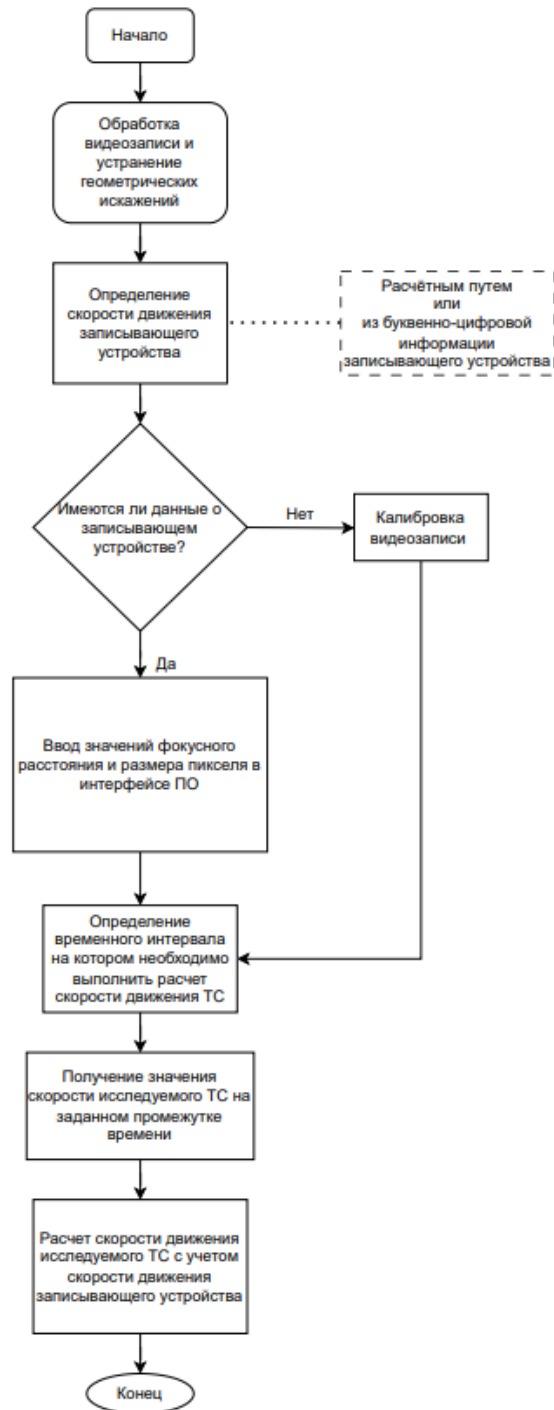 Начало
Обработка
видеозаписи и
устранение
геометрических
искажений
Определение
скорости движения
записывающего
устройства
Расчётным путем
или
из буквенно-цифровой
информации
записывающего устройства
Имеются ли данные о
записывающем
устройстве?
Нет
Калибровка
видеозаписи
Да
Ввод значений фокусного
расстояния и размера пикселя в
интерфейсе ПО
Определение
временного интервала
на котором необходимо
выполнить расчет
скорости движения ТС
Получение значения
скорости исследуемого ТС на
заданном промежутке
времени
Расчет скорости движения
исследуемого ТС с учетом
скорости движения
записывающего устройства
Конец